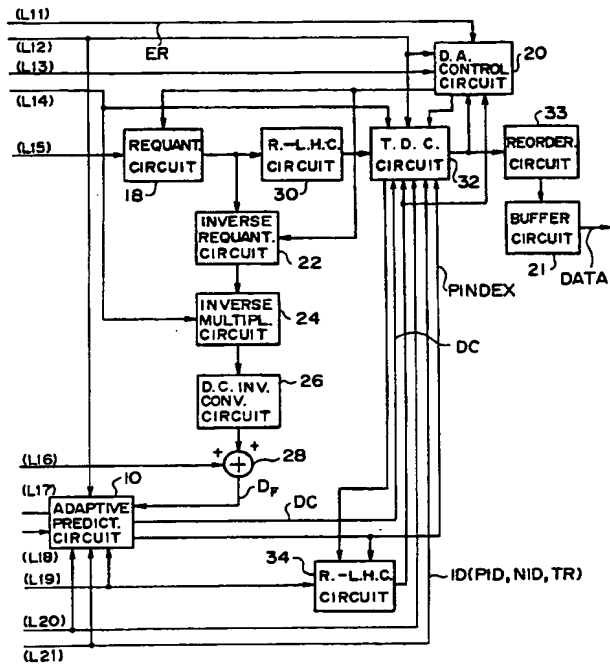 (L11)
ER
(L12)
(L13)
(L14)
D. A.
CONTROL
CIRCUIT
20
33
(L15)
REQUANT.
CIRCUIT
18
R.-L.H.C.
CIRCUIT
30
T. D. C.
CIRCUIT
32
REORDER.
CIRCUIT
INVERSE
REQUANT.
CIRCUIT
22
BUFFER
CIRCUIT
21
DATA
PINDEX
INVERSE
MULTIPL.
CIRCUIT
24
DC
D.C. INV.
CONV.
CIRCUIT
26
+ +
(L16)
+
28
(L17)
10
DF
DC
ADAPTIVE
PREDICT.
CIRCUIT
(L18)
34
R.-L.H.C.
CIRCUIT
(L19)
ID(PID, NID, TR)
(L20)
(L21)